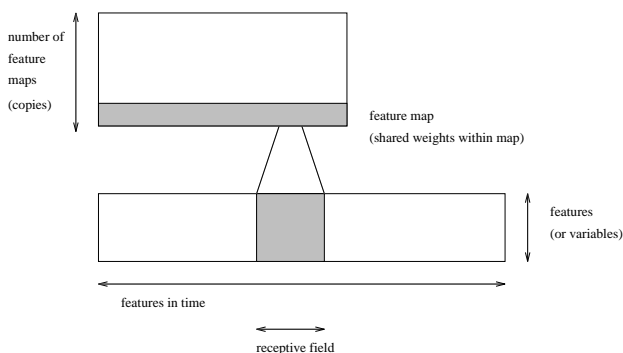 number of
feature
maps
(copies)
feature map
(shared weights within map)
features
(or variables)
features in time
receptive field